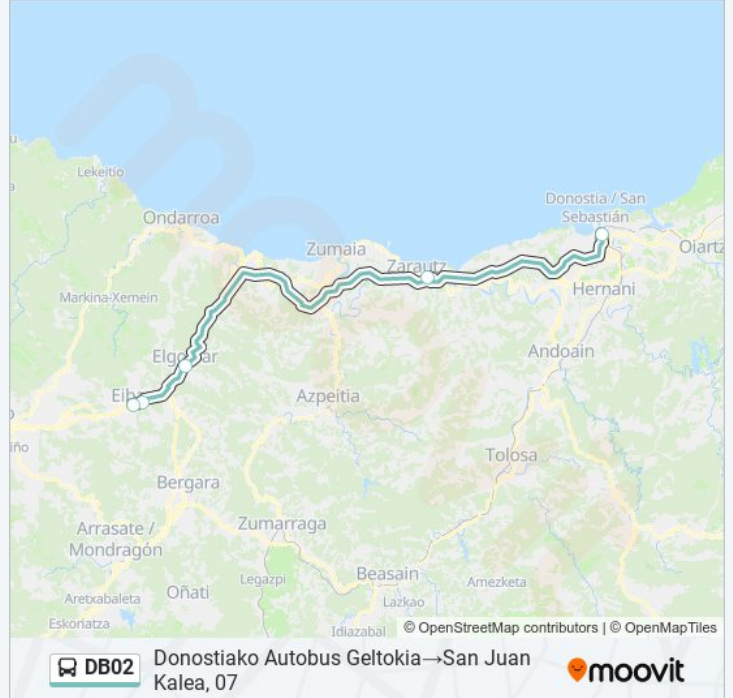 Lekeitio
Ondarroa
Donostia / San
Sebastián
Zumaia
Zarautz
Oiartz
Markina-Xemein
Hernani
Andoain
Azpeitia
Tolosa
iño
Bergara
Zumarraga
Arrasate /
Mondragón
Beasain
Legazpi
Oñati
Amezketa
Aretxabaleta
Lazkao
Eskoriatza
Idiazabal
© OpenStreetMap contributors | © OpenMapTiles
DB02
Donostiako Autobus Geltokia→San Juan
Kalea, 07
moovit